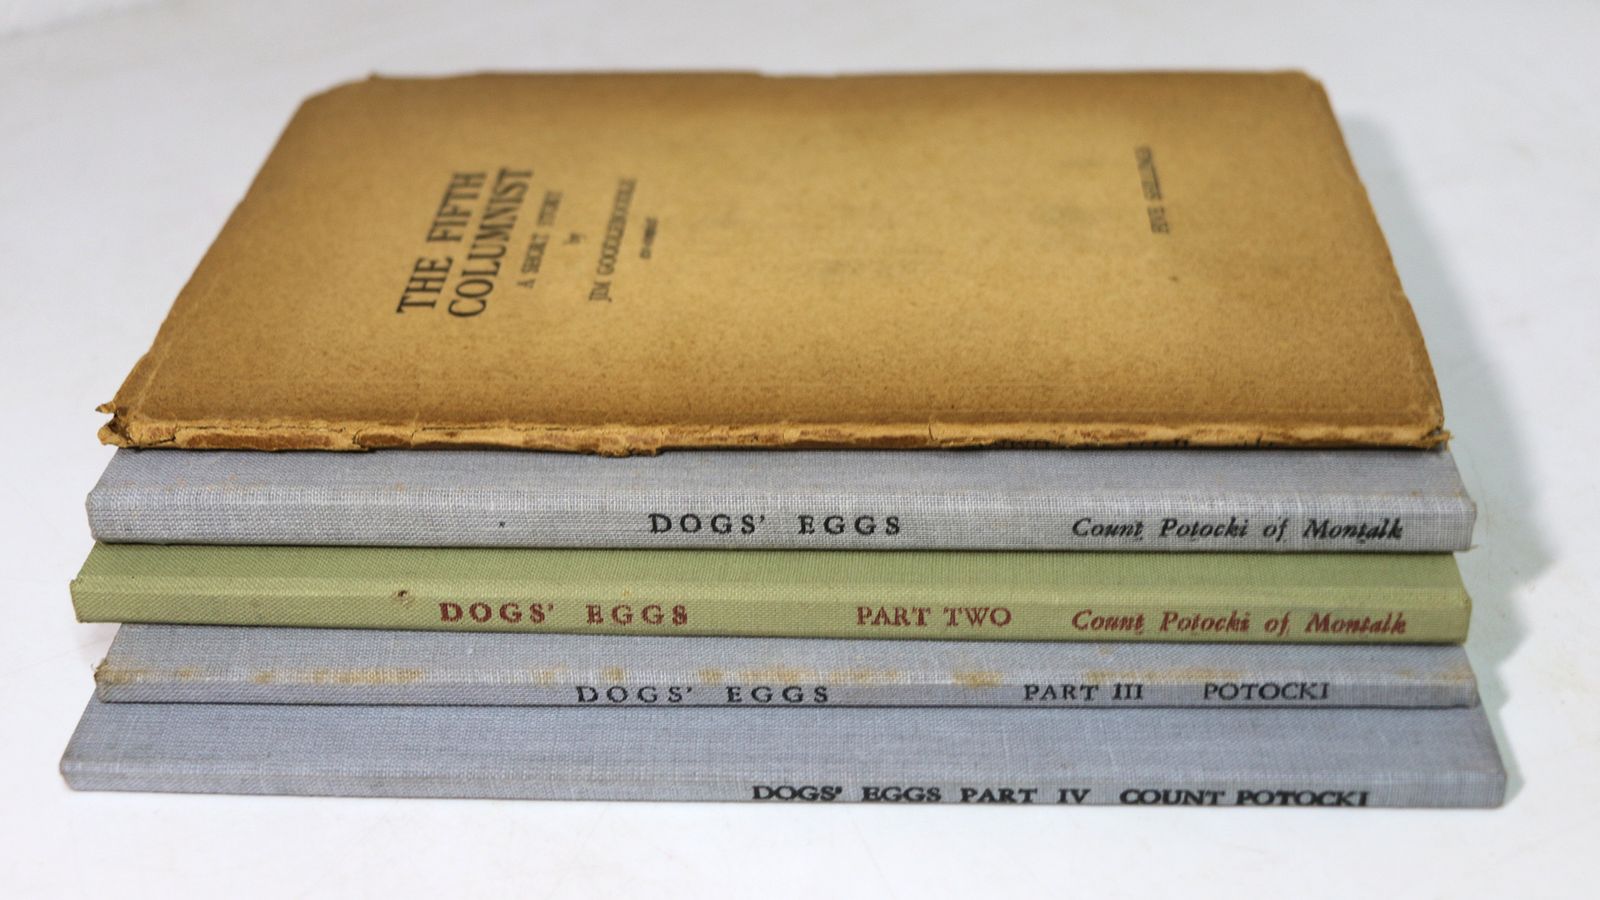 THE FIFTH
COLUMNIST
A SHORT STORY
by
JIM GOOGLEBOOGLE
FIVE SHILLINGS
DOGS' EGGS Count Potocki of Montalk
DOGS' EGGS PART TWO Count Potocki of Montalk
DOGS' EGGS PART III POTOCKI
DOGS' EGGS PART IV COUNT POTOCKI